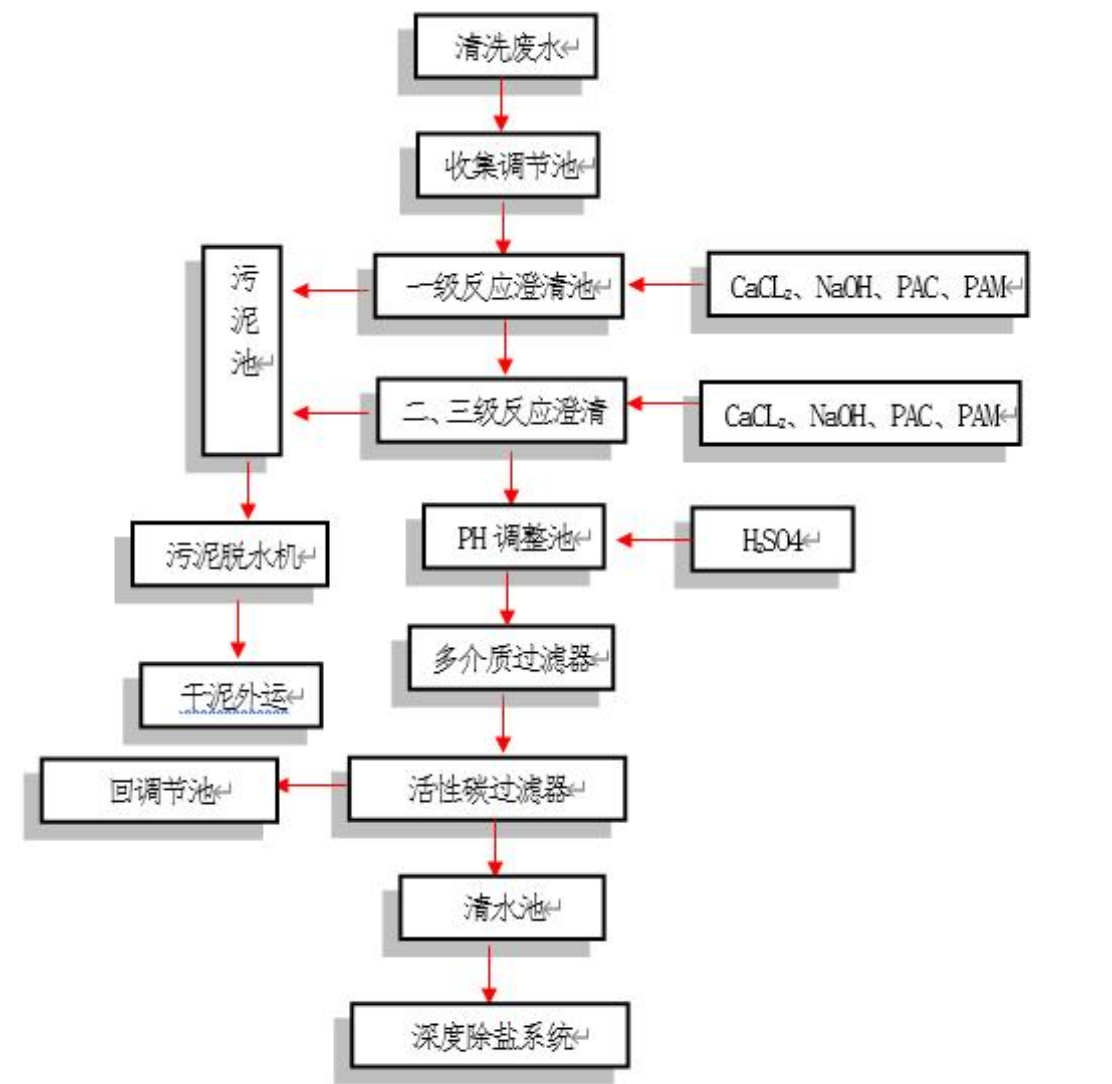 清洗废水
收集调节池
一级反应澄清池
CaCL₂、NaOH、PAC、PAM
污
泥
池
二、三级反应澄清
CaCL₂、NaOH、PAC、PAM
PH 调整池
H₂SO4
污泥脱水机
多介质过滤器
干泥外运
回调节池
活性碳过滤器
清水池
深度除盐系统